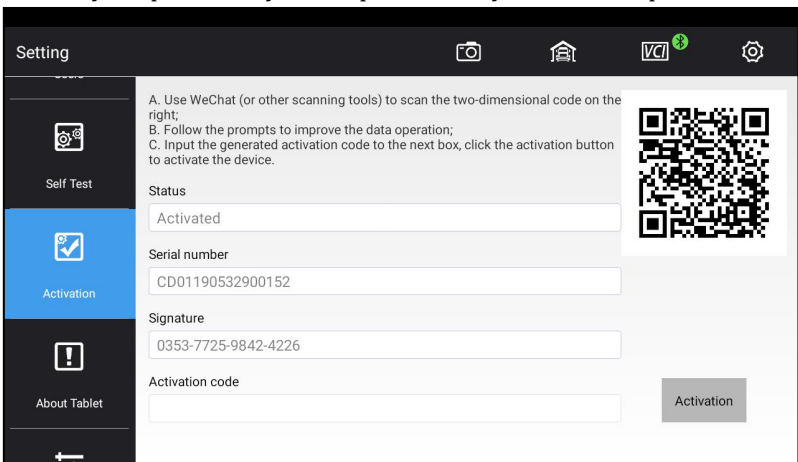 Setting
VCI
A. Use WeChat (or other scanning tools) to scan the two-dimensional code on the
right;
B. Follow the prompts to improve the data operation;
C. Input the generated activation code to the next box, click the activation button
to activate the device.
Self Test
Status
Activated
Serial number
CD01190532900152
Activation
Signature
0353-7725-9842-4226
Activation code
About Tablet
Activation